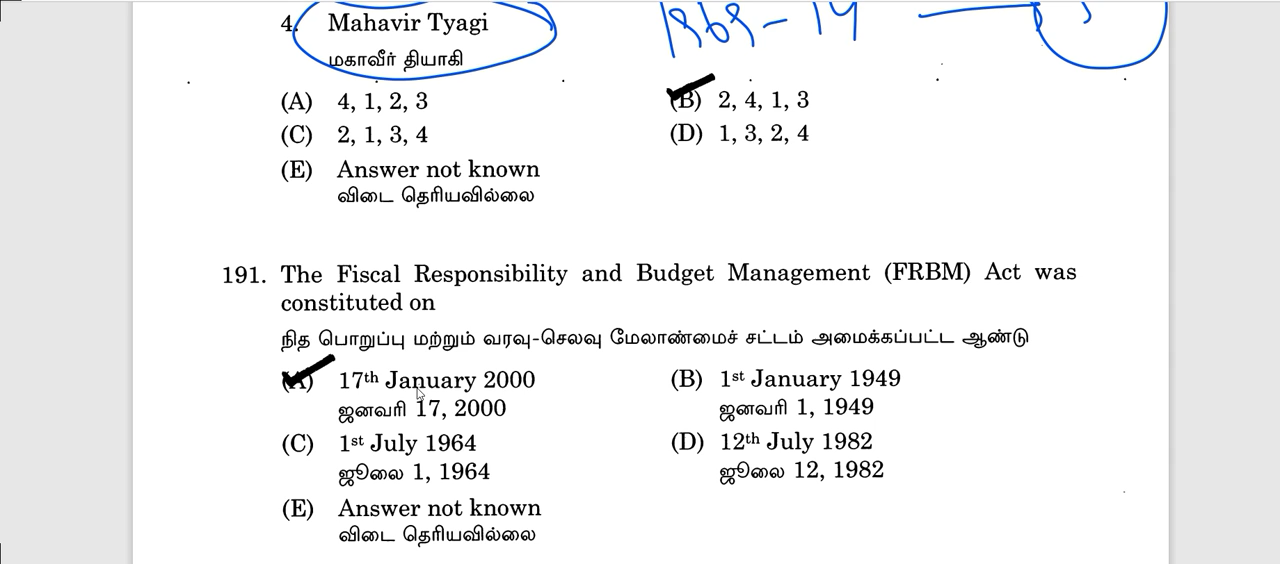 4. Mahavir Tyagi
மகாவீர் தியாகி
1969-14
(A) 4, 1, 2, 3 (B) 2, 4, 1, 3
(C) 2, 1, 3, 4 (D) 1, 3, 2, 4
(E) Answer not known
விடை தெரியவில்லை
191. The Fiscal Responsibility and Budget Management (FRBM) Act was
constituted on
நித பொறுப்பு மற்றும் வரவு-செலவு மேலாண்மைச் சட்டம் அமைக்கப்பட்ட ஆண்டு
(A) 17th January 2000 (B) 1st January 1949
ஜனவரி 17, 2000 ஜனவரி 1, 1949
(C) 1st July 1964 (D) 12th July 1982
ஜூலை 1, 1964 ஜூலை 12, 1982
(E) Answer not known
விடை தெரியவில்லை